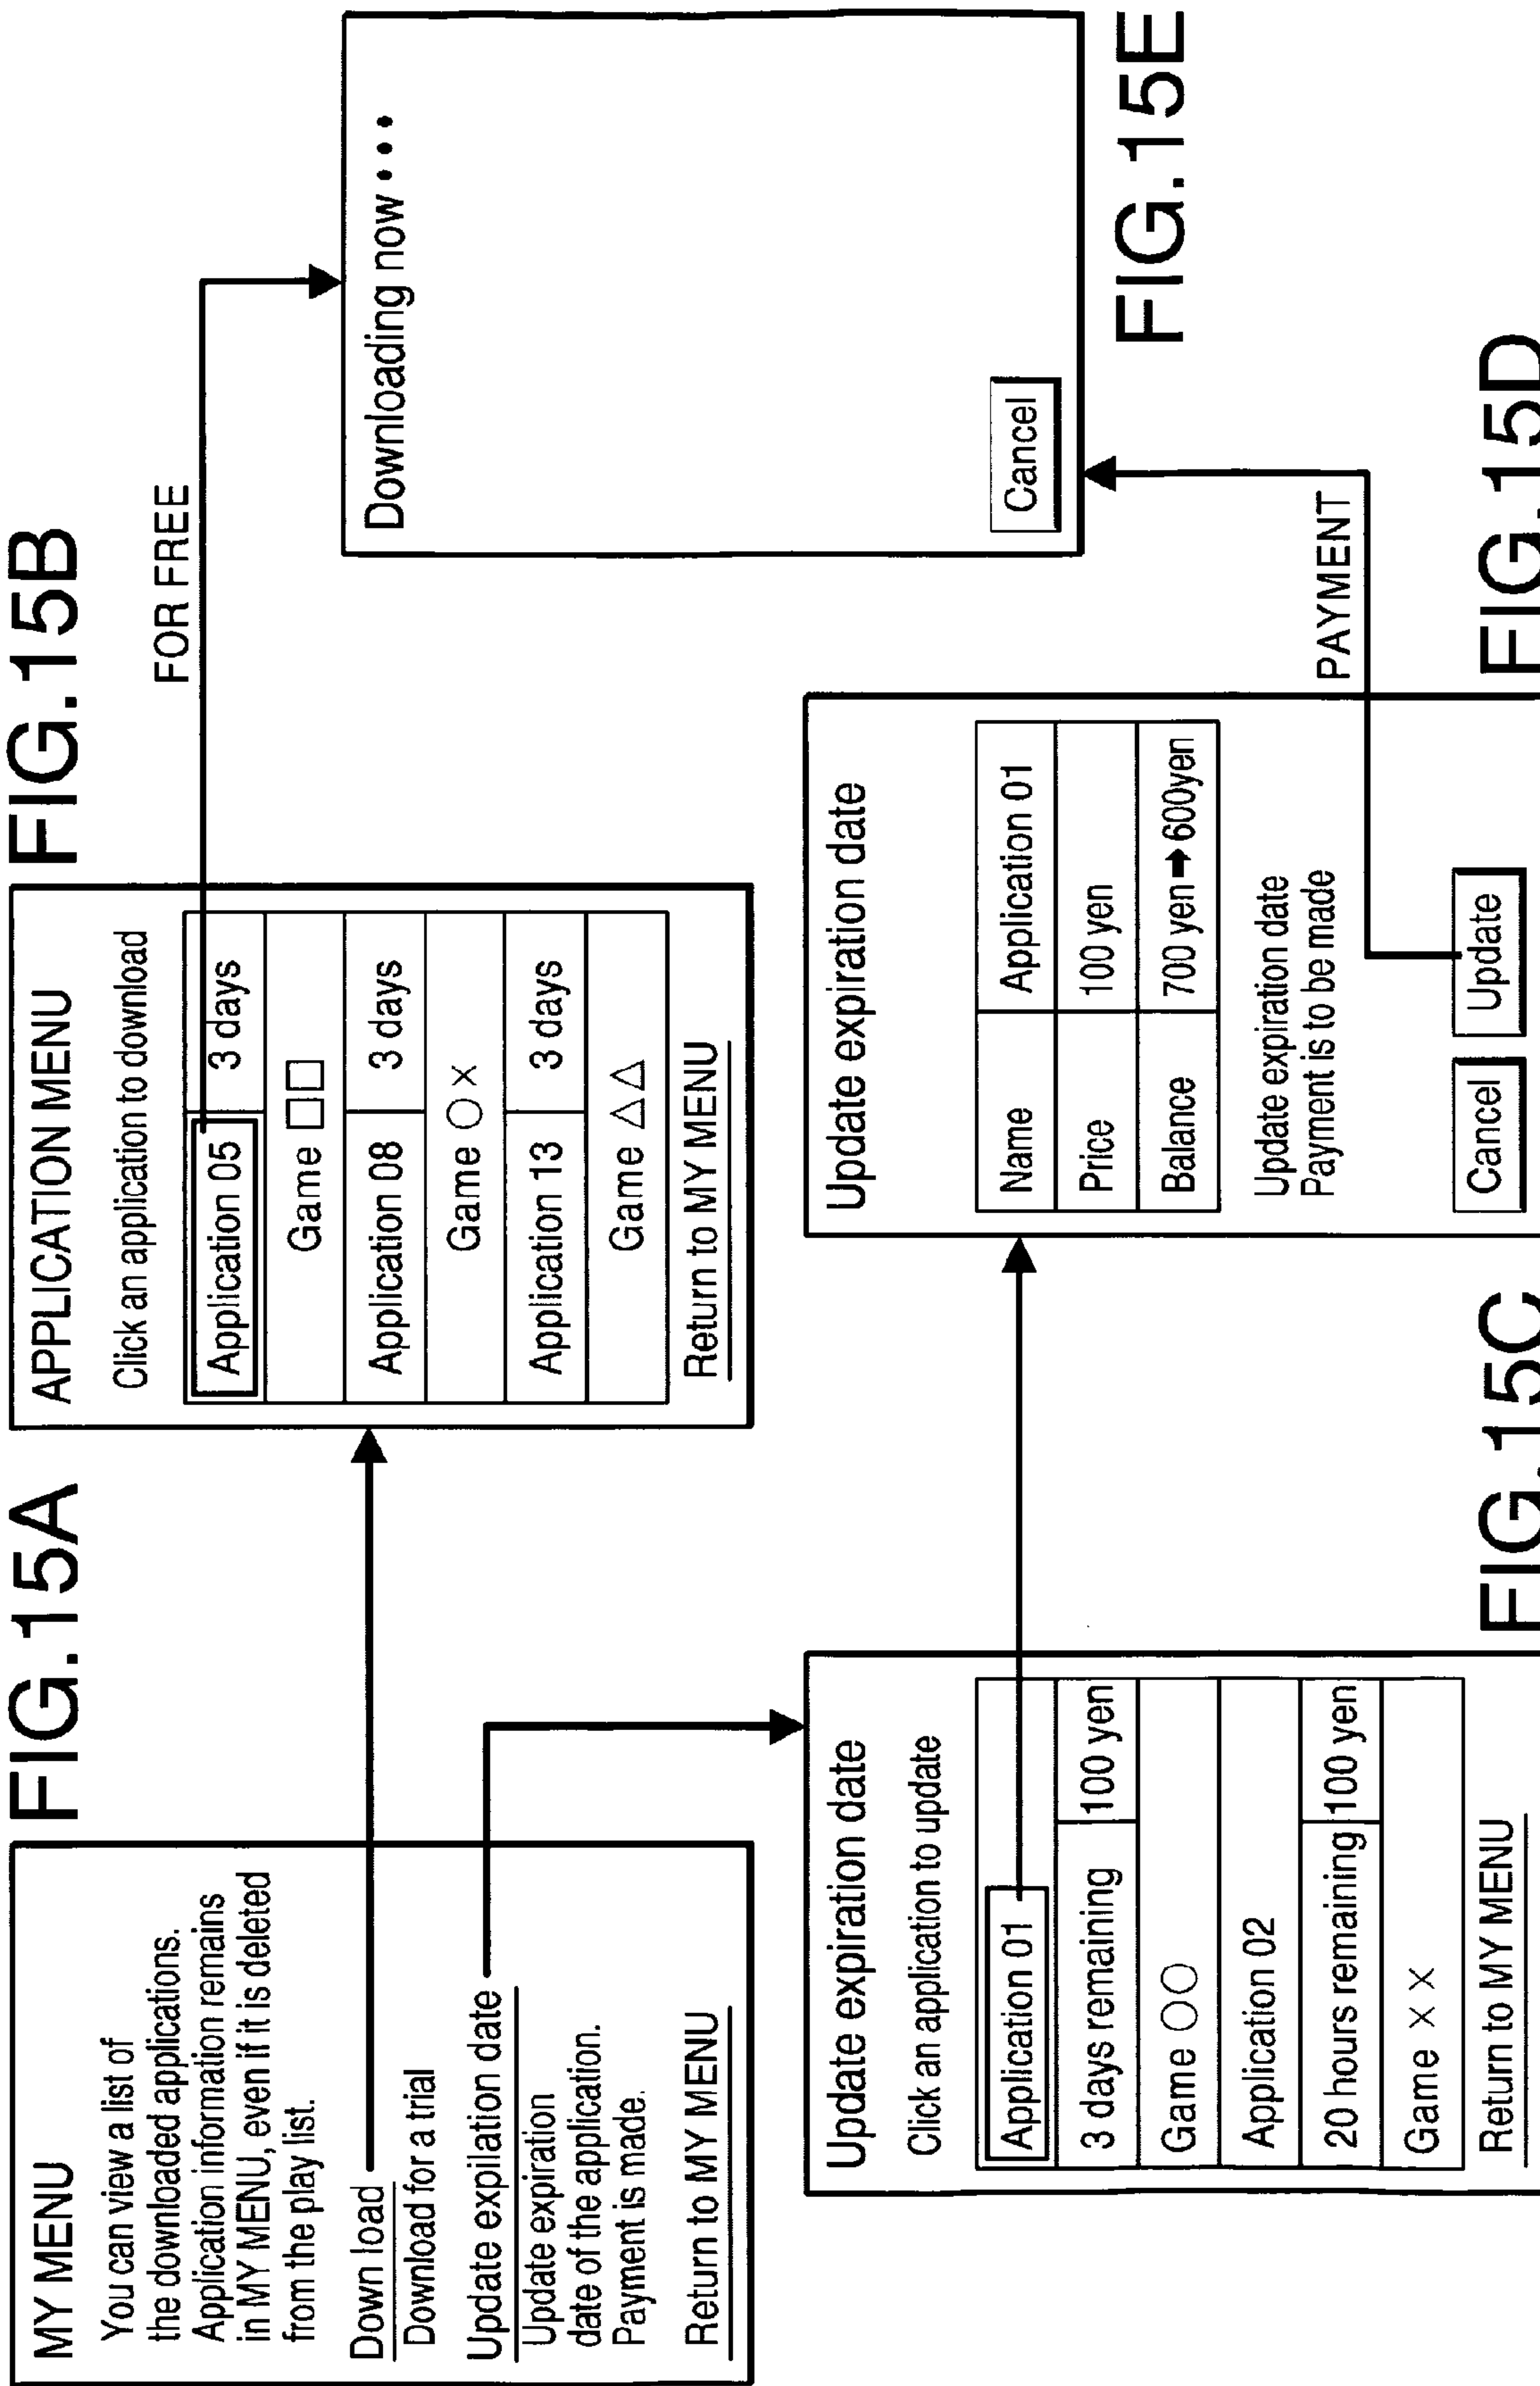 FIG.15A
MY MENU
You can view a list of
the downloaded applications.
Application information remains
in MY MENU, even if it is deleted
from the play list.
Down load
Download for a trial
Update expilation date
Update expiration
date of the application.
Payment is made.
Return to MY MENU
FIG.15B
APPLICATION MENU
Click an application to download
Application 05 3 days
Game □□
Application 08 3 days
Game ○×
Application 13 3 days
Game △△
Return to MY MENU
FOR FREE
Downloading now • • •
Cancel
FIG.15E
Update expiration date
Click an application to update
Application 01
3 days remaining 100 yen
Game ○○
Application 02
20 hours remaining 100 yen
Game ××
Return to MY MENU
FIG.15C
Update expiration date
Name Application 01
Price 100 yen
Balance 700 yen➡600yen
Update expiration date
Payment is to be made
Cancel Update
PAYMENT
FIG.15D